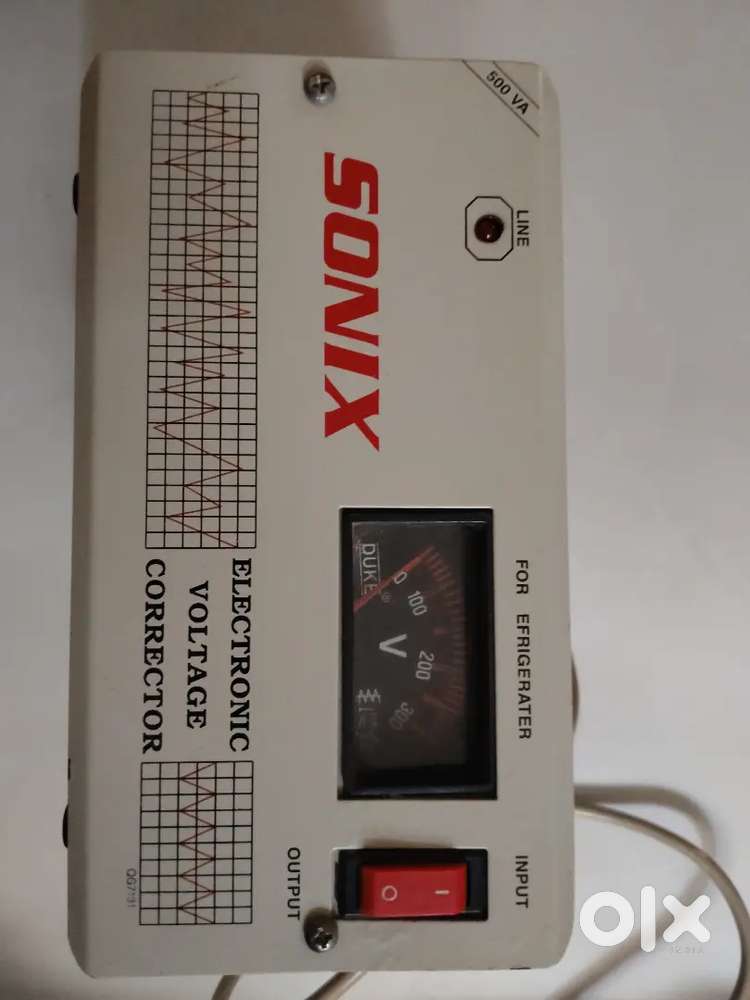 500 VA
LINE
SONIX
FOR EFRIGERATER
0 100 200 300
V
DUKE®
INPUT
OUTPUT
ELECTRONIC
VOLTAGE
CORRECTOR
I
O
olx